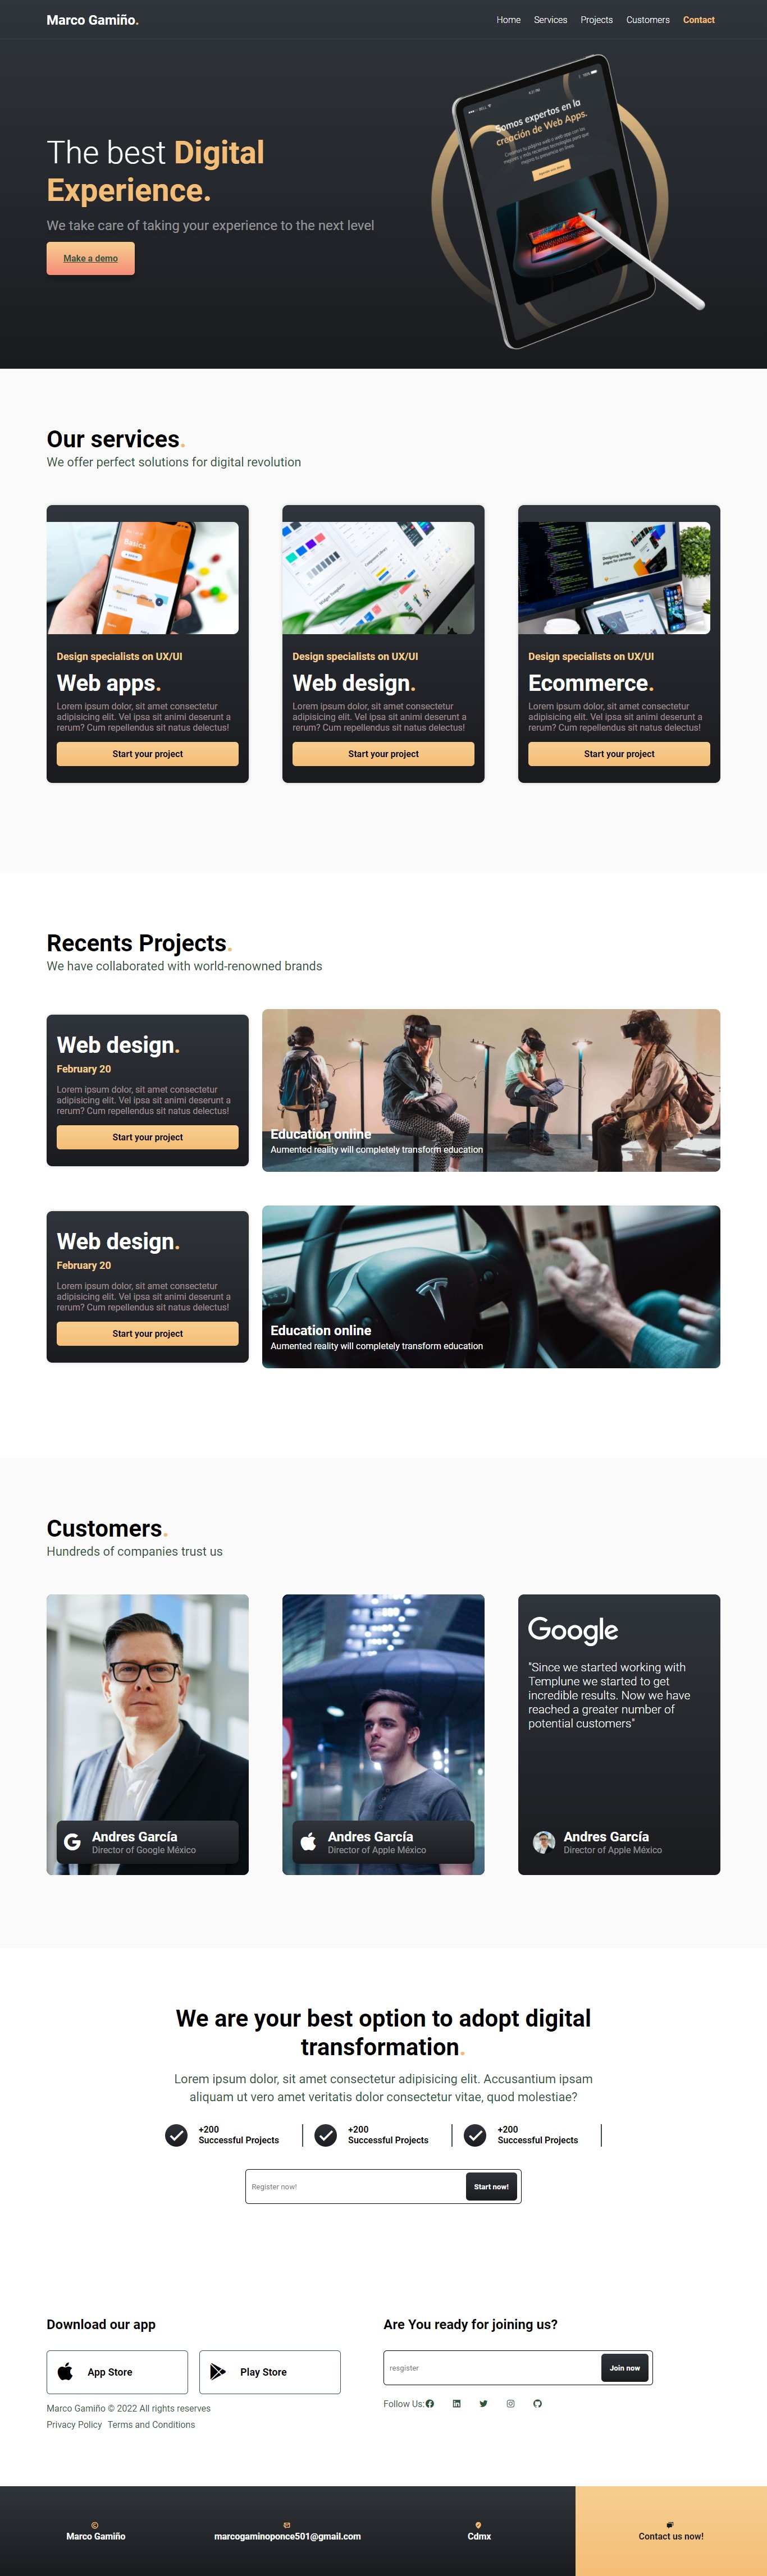 Marco Gamiño.
Home Services Projects Customers Contact
Somos expertos en la
creación de Web Apps.
The best Digital
Experience.
We take care of taking your experience to the next level
Make a demo
Our services.
We offer perfect solutions for digital revolution
Basics
Design specialists on UX/UI
Web apps.
Lorem ipsum dolor, sit amet consectetur
adipisicing elit. Vel ipsa sit animi deserunt a
rerum? Cum repellendus sit natus delectus!
Start your project
Design specialists on UX/UI
Web design.
Lorem ipsum dolor, sit amet consectetur
adipisicing elit. Vel ipsa sit animi deserunt a
rerum? Cum repellendus sit natus delectus!
Start your project
Design specialists on UX/UI
Ecommerce.
Lorem ipsum dolor, sit amet consectetur
adipisicing elit. Vel ipsa sit animi deserunt a
rerum? Cum repellendus sit natus delectus!
Start your project
Recents Projects.
We have collaborated with world-renowned brands
Web design.
February 20
Lorem ipsum dolor, sit amet consectetur
adipisicing elit. Vel ipsa sit animi deserunt a
rerum? Cum repellendus sit natus delectus!
Start your project
Education online
Aumented reality will completely transform education
Web design.
February 20
Lorem ipsum dolor, sit amet consectetur
adipisicing elit. Vel ipsa sit animi deserunt a
rerum? Cum repellendus sit natus delectus!
Start your project
Education online
Aumented reality will completely transform education
Customers.
Hundreds of companies trust us
Andres García
Director of Google México
Andres García
Director of Apple México
Google
"Since we started working with
Templune we started to get
incredible results. Now we have
reached a greater number of
potential customers"
Andres García
Director of Apple México
We are your best option to adopt digital
transformation.
Lorem ipsum dolor, sit amet consectetur adipisicing elit. Accusantium ipsam
aliquam ut vero amet veritatis dolor consectetur vitae, quod molestiae?
+200
Successful Projects
+200
Successful Projects
+200
Successful Projects
Register now!
Start now!
Download our app
App Store
Play Store
Marco Gamiño © 2022 All rights reserves
Privacy Policy Terms and Conditions
Are You ready for joining us?
resgister
Join now
Follow Us:
Marco Gamiño
marcogaminoponce501@gmail.com
Cdmx
Contact us now!